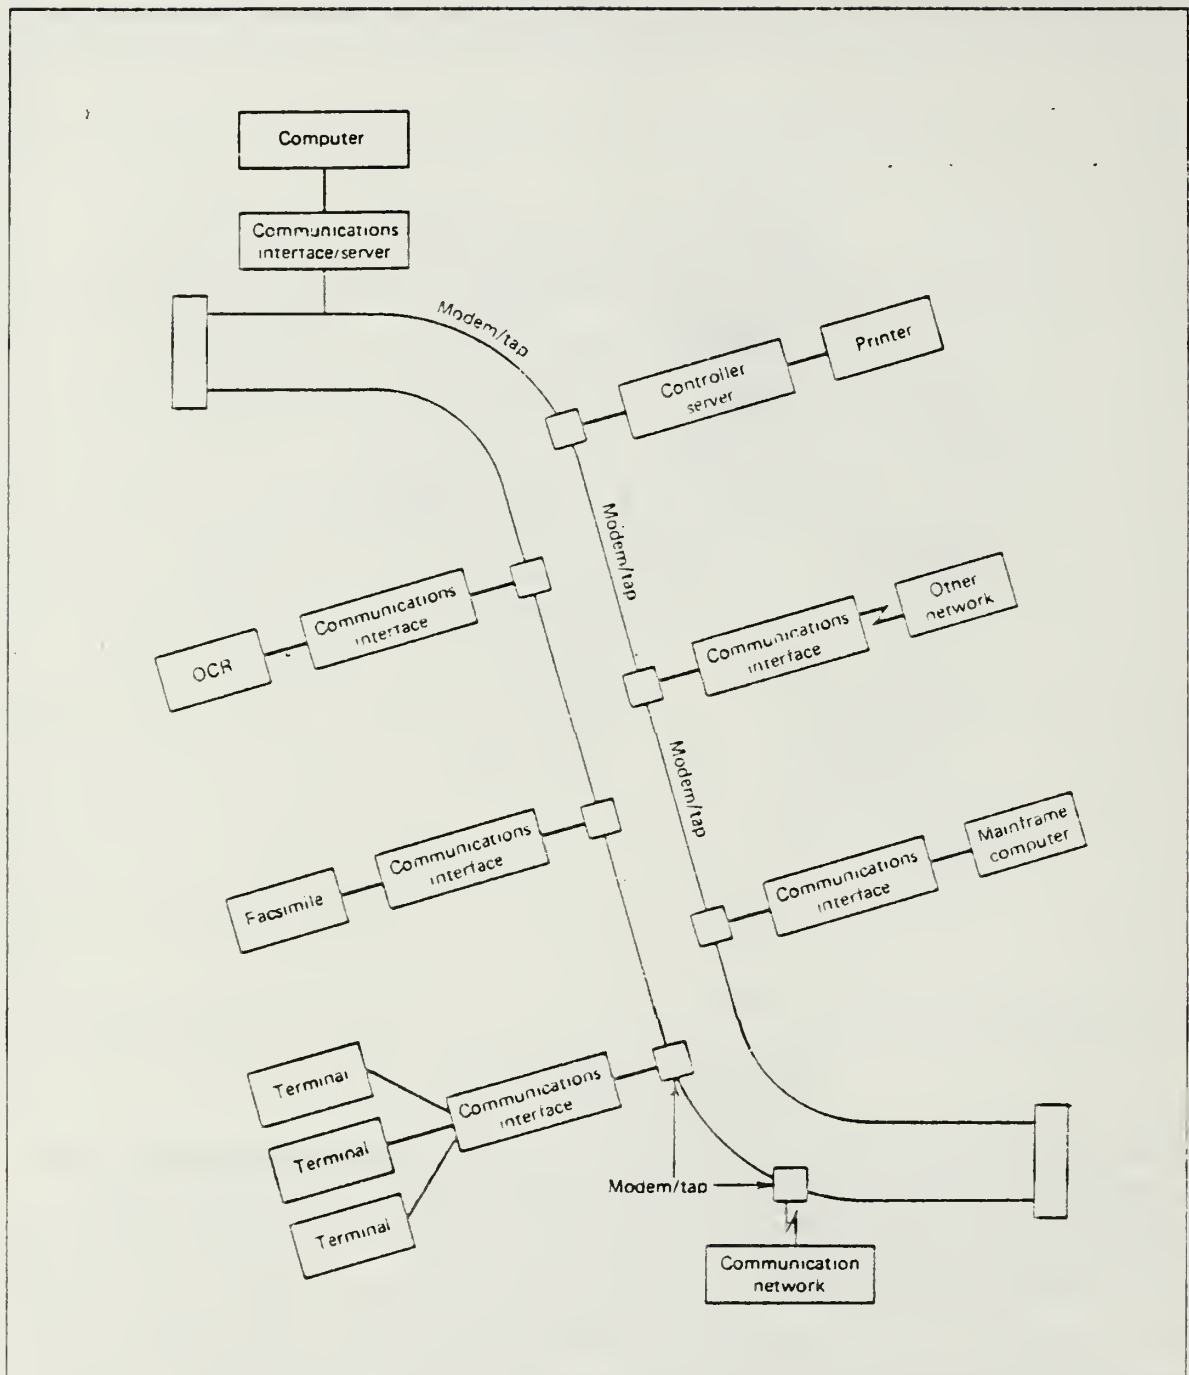 Computer
Communications
interface/server
Modem/tap
Printer
Controller
server
Modem/tap
Other
network
Communications
interface
Communications
interface
OCR
Modem/tap
Mainframe
computer
Communications
interface
Communications
interface
Facsimile
Terminal
Communications
interface
Terminal
Terminal
Modem/tap
Communication
network